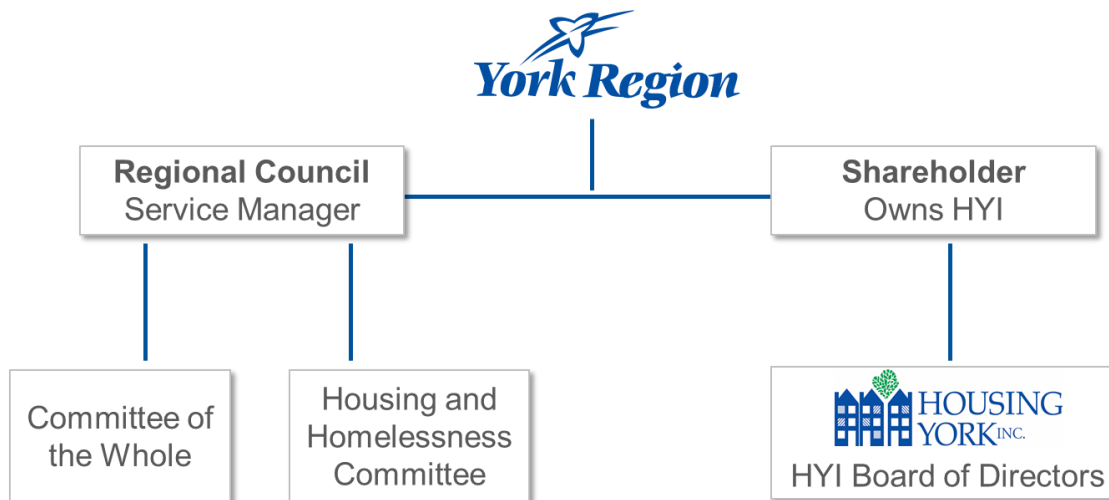 York Region
Regional Council
Service Manager
Shareholder
Owns HYI
Committee of
the Whole
Housing and
Homelessness
Committee
HOUSING
YORK INC.
HYI Board of Directors